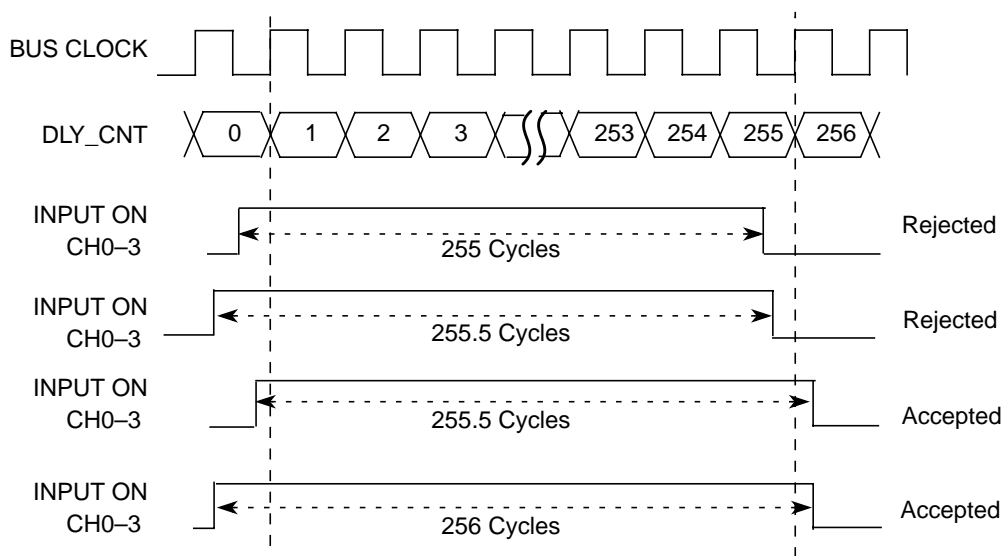 BUS CLOCK
DLY_CNT 0 1 2 3 253 254 255 256
INPUT ON
CH0–3
255 Cycles
Rejected
INPUT ON
CH0–3
255.5 Cycles
Rejected
INPUT ON
CH0–3
255.5 Cycles
Accepted
INPUT ON
CH0–3
256 Cycles
Accepted